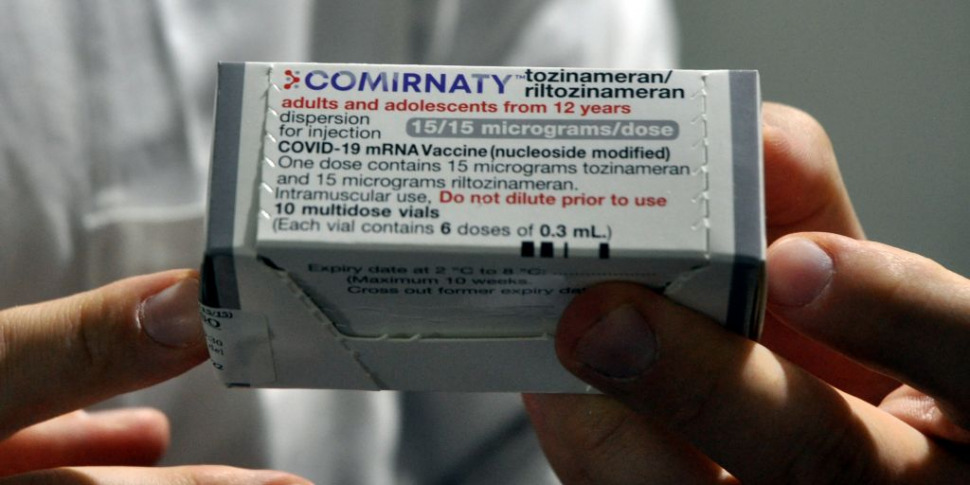 COMIRNATY™ tozinameran/
riltozinameran
adults and adolescents from 12 years
dispersion
for injection
15/15 micrograms/dose
COVID-19 mRNA Vaccine (nucleoside modified)
One dose contains 15 micrograms tozinameran
and 15 micrograms riltozinameran.
Intramuscular use, Do not dilute prior to use
10 multidose vials
(Each vial contains 6 doses of 0.3 mL.)
Expiry date at 2 °C to 8 °C:
(Maximum 10 weeks.
Cross out former expiry